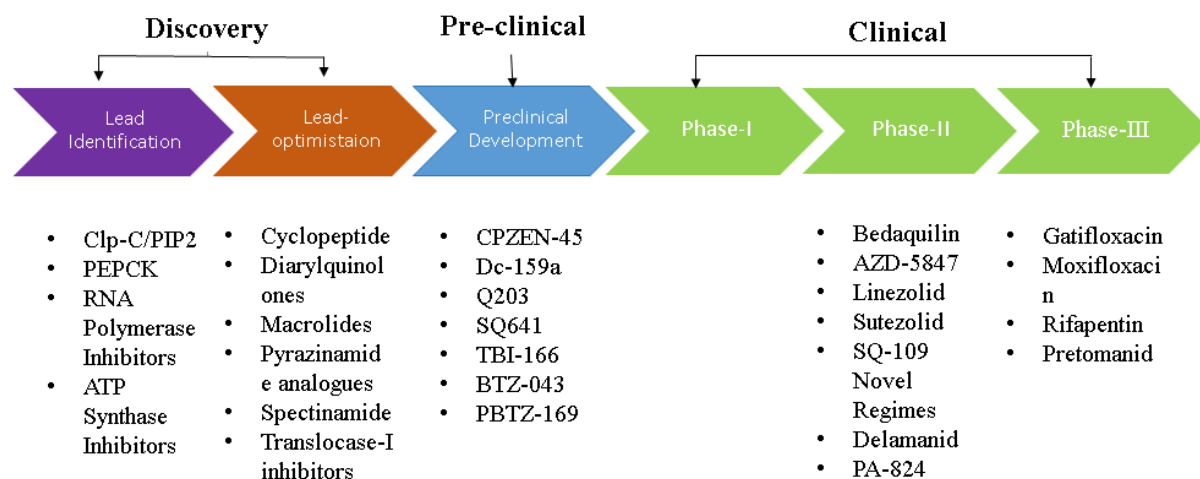 Discovery
Pre-clinical
Clinical
Lead
Identification
Lead-
optimistaion
Preclinical
Development
Phase-I
Phase-II
Phase-III
• Clp-C/PIP2
• PEPCK
• RNA
Polymerase
Inhibitors
• ATP
Synthase
Inhibitors
• Cyclopeptide
• Diarylquinol
ones
• Macrolides
• Pyrazinamid
e analogues
• Spectinamide
• Translocase-I
inhibitors
• CPZEN-45
• Dc-159a
• Q203
• SQ641
• TBI-166
• BTZ-043
• PBTZ-169
• Bedaquilin
• AZD-5847
• Linezolid
• Sutezolid
• SQ-109
Novel
Regimes
• Delamanid
• PA-824
• Gatifloxacin
• Moxifloxaci
n
• Rifapentin
• Pretomanid